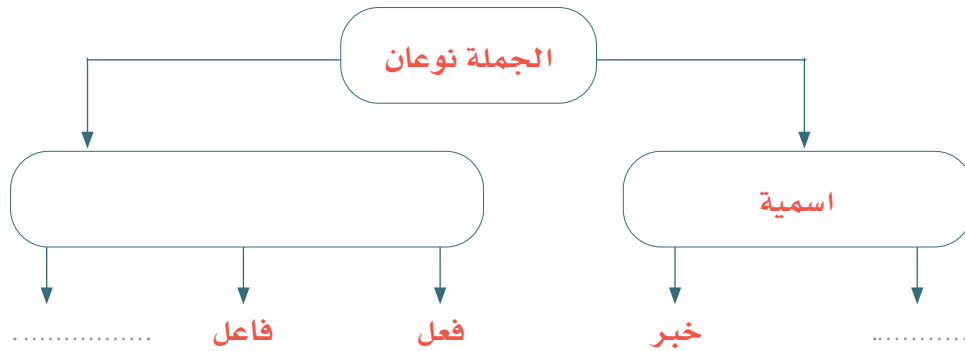 الجملة نوعان
اسمية
............ خبر فعل فاعل ................